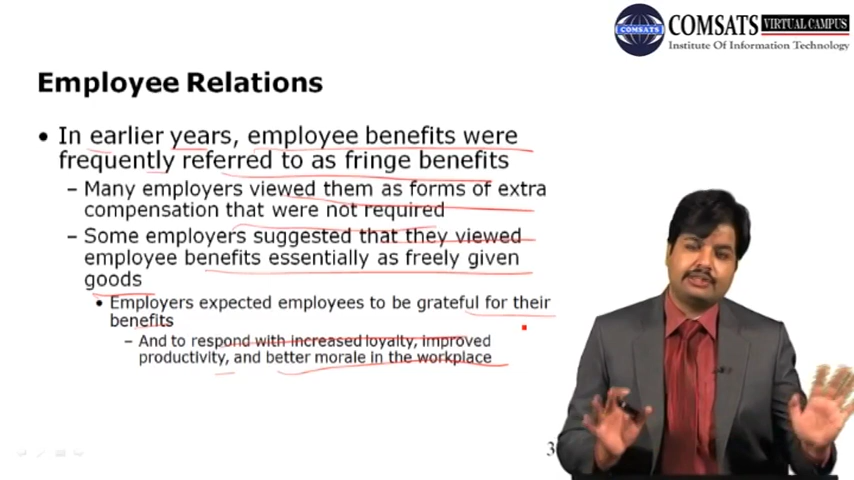 COMSATS VIRTUAL CAMPUS
COMSATS
Institute Of Information Technology
Employee Relations
• In earlier years, employee benefits were
frequently referred to as fringe benefits
– Many employers viewed them as forms of extra
compensation that were not required
– Some employers suggested that they viewed
employee benefits essentially as freely given
goods
• Employers expected employees to be grateful for their
benefits
– And to respond with increased loyalty, improved
productivity, and better morale in the workplace